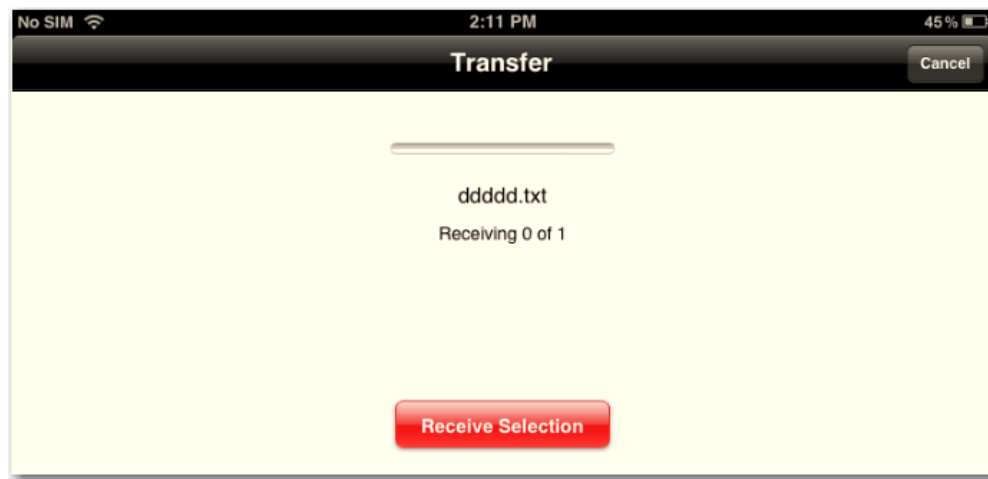 No SIM 2:11 PM 45%
Transfer Cancel
ddddd.txt
Receiving 0 of 1
Receive Selection